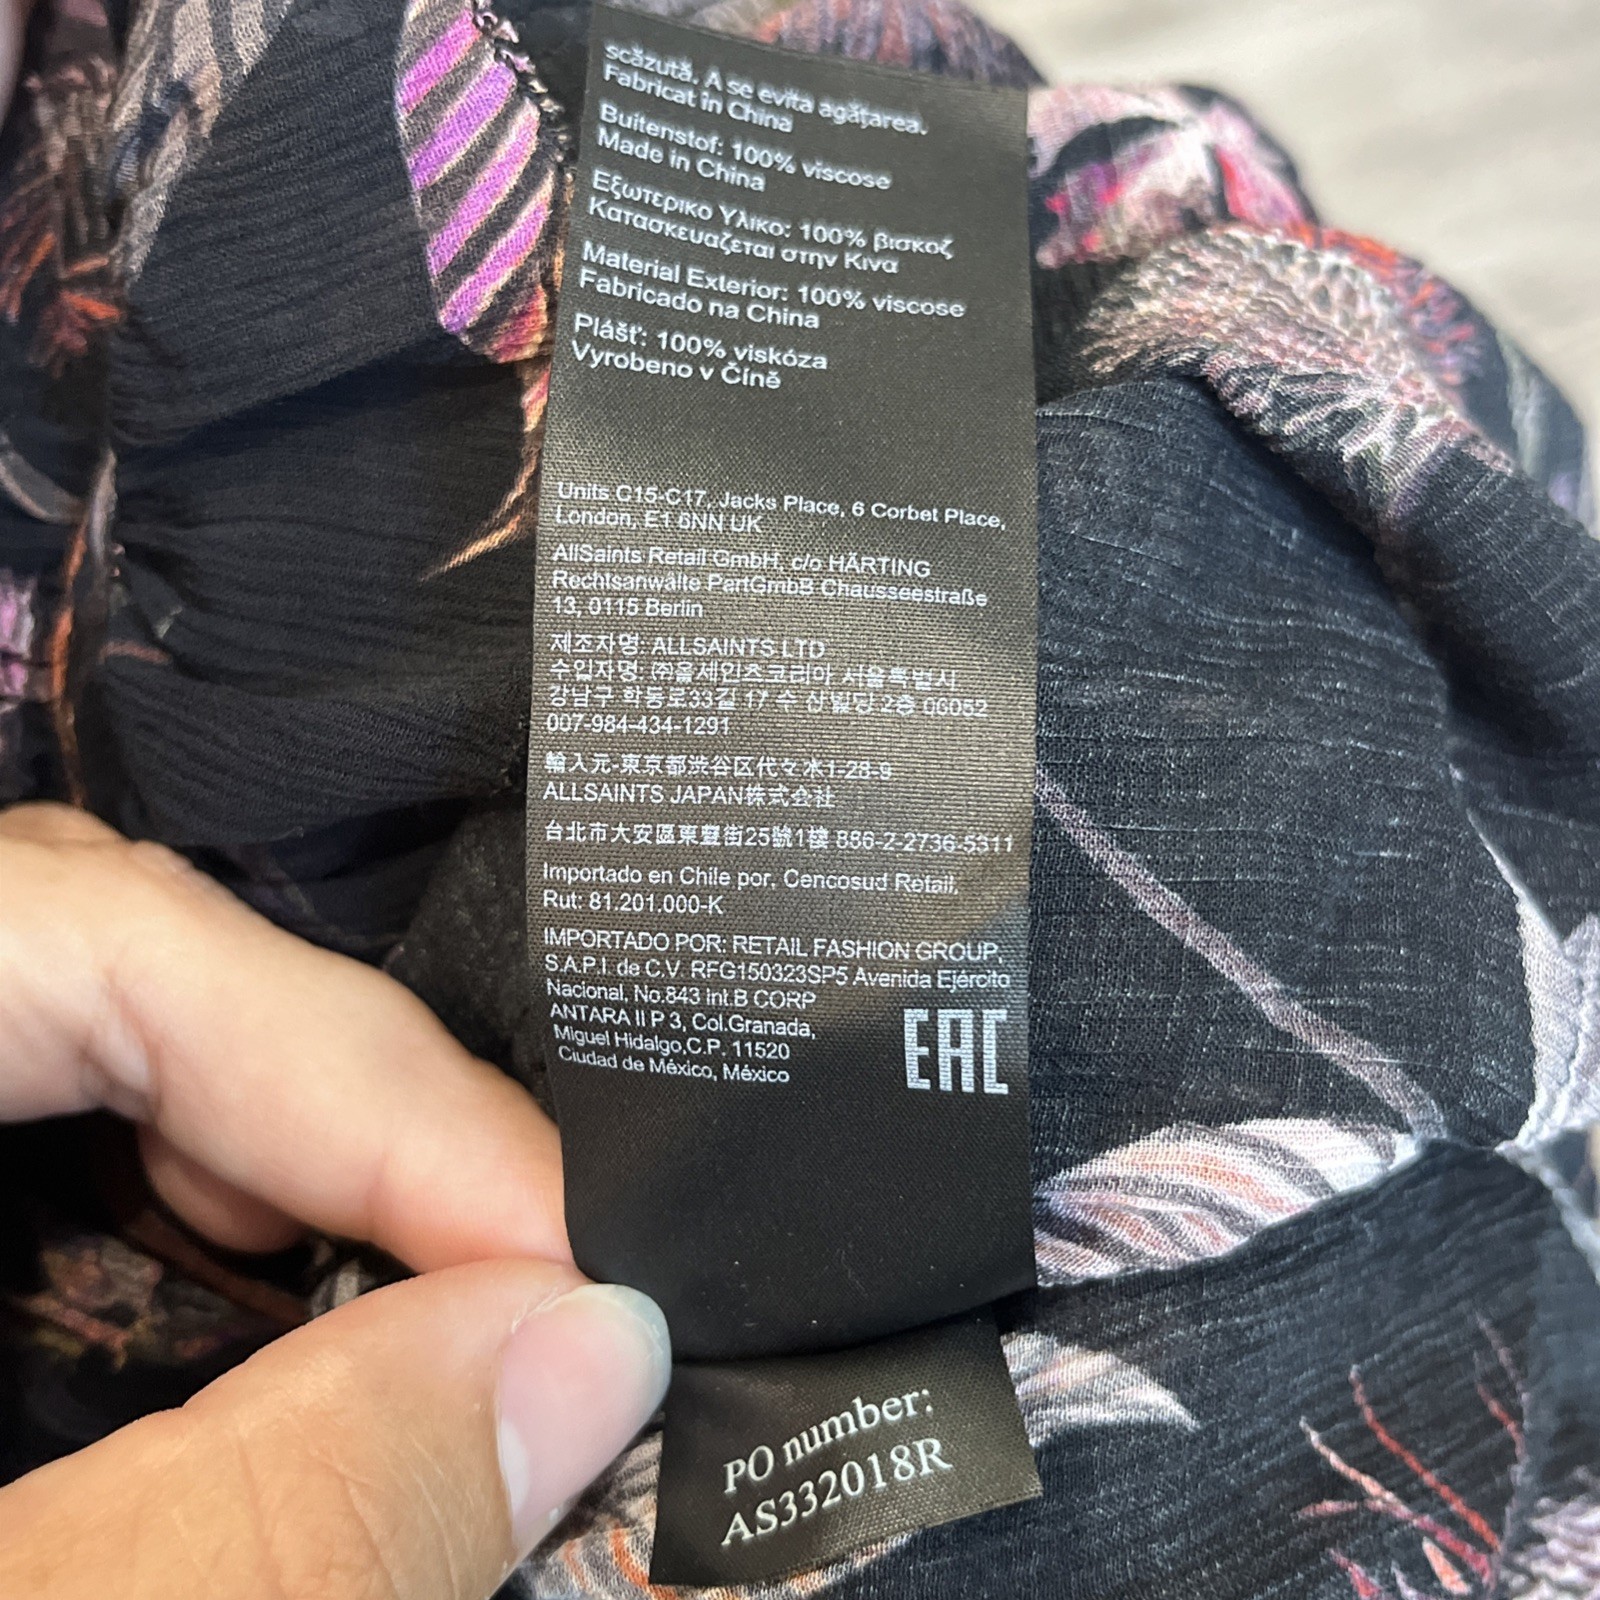 scăzută. A se evita agăţarea.
Fabricat în China
Buitenstof: 100% viscose
Made in China
Εξωτερικο Υλικο: 100% βισκοζ
Κατασκευαζεται στην Κινα
Material Exterior: 100% viscose
Fabricado na China
Plášť: 100% viskóza
Vyrobeno v Číně
Units C15-C17, Jacks Place, 6 Corbet Place,
London, E1 6NN UK
AllSaints Retail GmbH, c/o HÄRTING
Rechtsanwälte PartGmbB Chausseestraße
13, 0115 Berlin
제조자명: ALLSAINTS LTD
수입자명: ㈜올세인츠코리아 서울특별시
강남구 학동로33길 17 수 산빌딩 2층 06052
007-984-434-1291
輸入元-東京都渋谷区代々木1-28-9
ALLSAINTS JAPAN株式会社
台北市大安區東豐街25號1樓 886-2-2736-5311
Importado en Chile por, Cencosud Retail,
Rut: 81.201.000-K
IMPORTADO POR: RETAIL FASHION GROUP,
S.A.P.I. de C.V RFG150323SP5 Avenida Ejército
Nacional, No.843 Int.B CORP
ANTARA II P 3, Col.Granada,
Miguel Hidalgo,C.P. 11520
Ciudad de México, México
EAC
PO number:
AS332018R